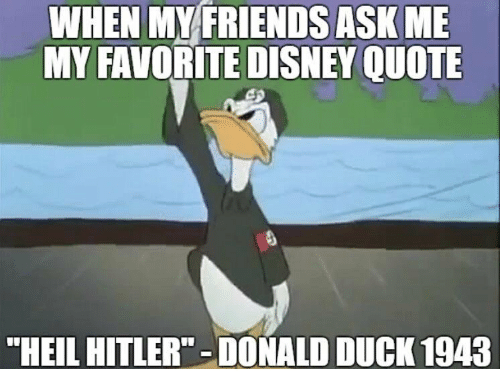 WHEN MY FRIENDS ASK ME
MY FAVORITE DISNEY QUOTE
"HEIL HITLER" - DONALD DUCK 1943